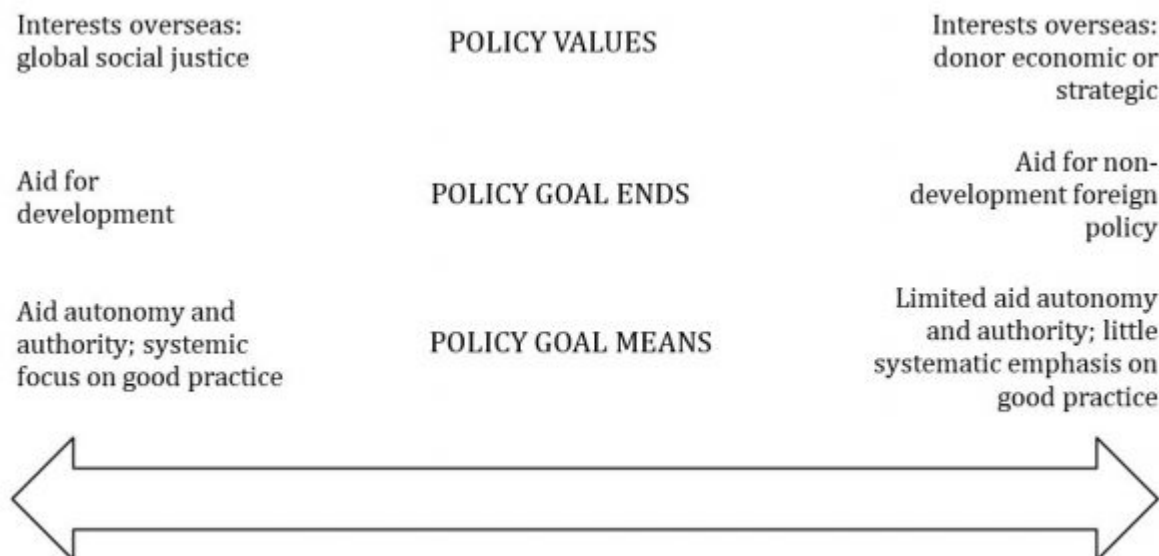 Interests overseas:
global social justice
POLICY VALUES
Interests overseas:
donor economic or
strategic
Aid for
development
POLICY GOAL ENDS
Aid for non-
development foreign
policy
Aid autonomy and
authority; systemic
focus on good practice
POLICY GOAL MEANS
Limited aid autonomy
and authority; little
systematic emphasis on
good practice